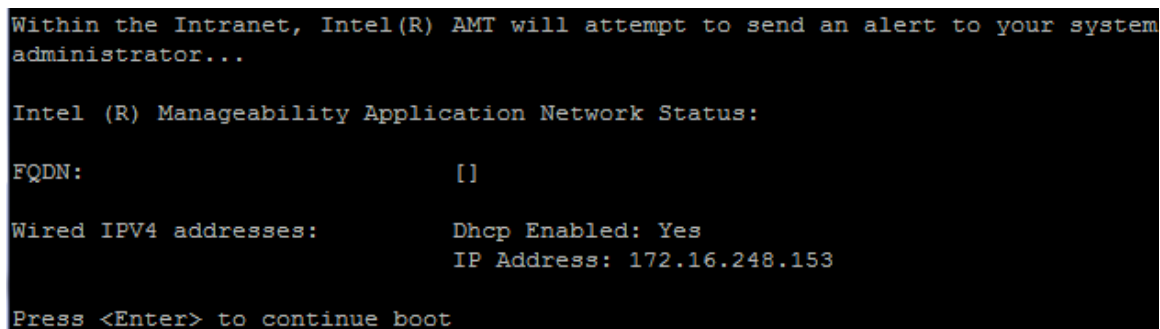 Within the Intranet, Intel(R) AMT will attempt to send an alert to your system
administrator...
Intel (R) Manageability Application Network Status:
FQDN: []
Wired IPV4 addresses: Dhcp Enabled: Yes
IP Address: 172.16.248.153
Press <Enter> to continue boot